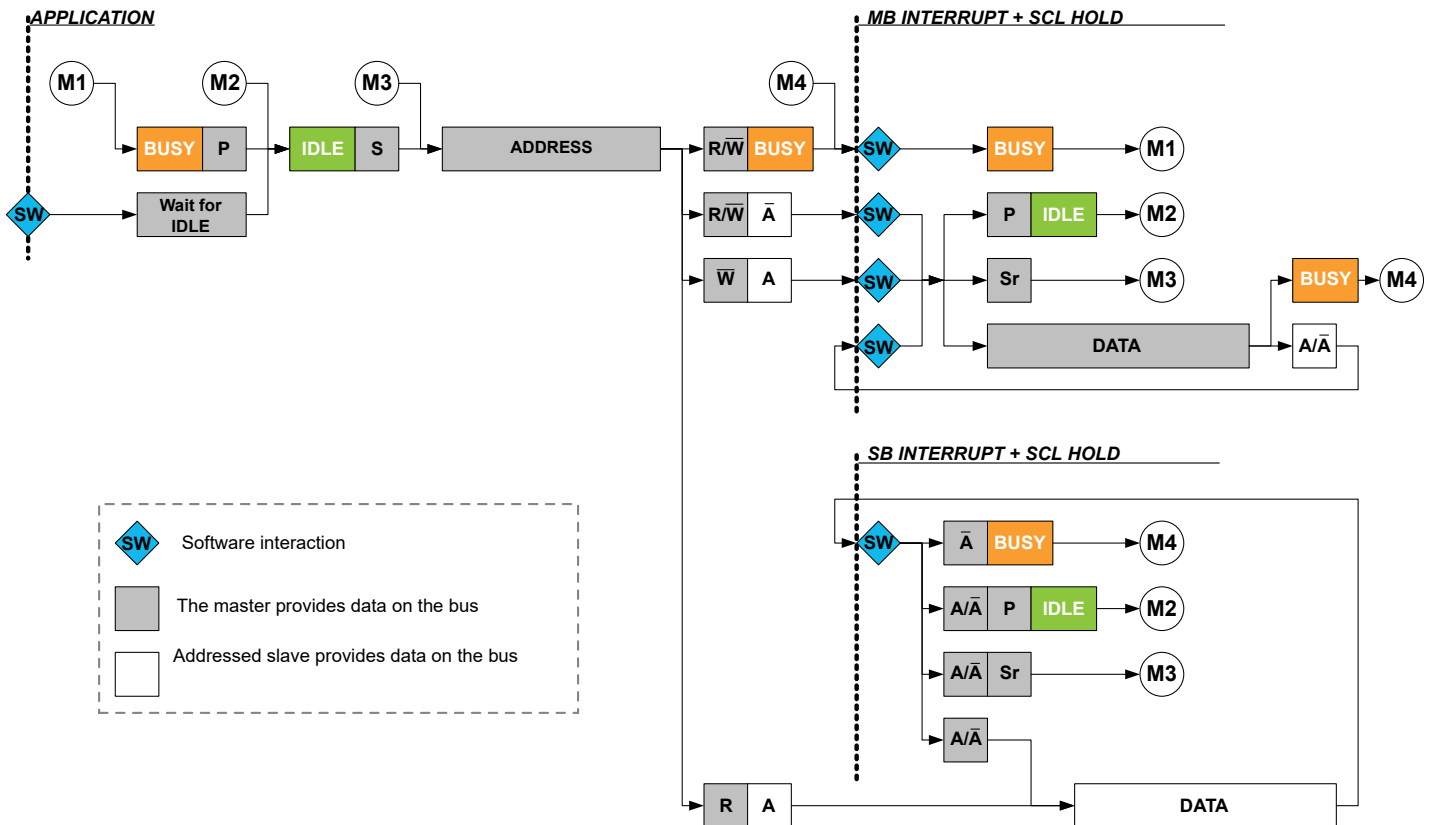 APPLICATION
MB INTERRUPT + SCL HOLD
M1
M2
M3
M4
BUSY P
IDLE S
ADDRESS
R/W̅ BUSY
SW
BUSY
M1
SW
Wait for
IDLE
R/W̅ A̅
SW
P IDLE
M2
W̅ A
SW
Sr
M3
BUSY
M4
SW
DATA
A/A̅
SB INTERRUPT + SCL HOLD
SW
A̅ BUSY
M4
A/A̅ P IDLE
M2
A/A̅ Sr
M3
A/A̅
R A
DATA
SW Software interaction
The master provides data on the bus
Addressed slave provides data on the bus